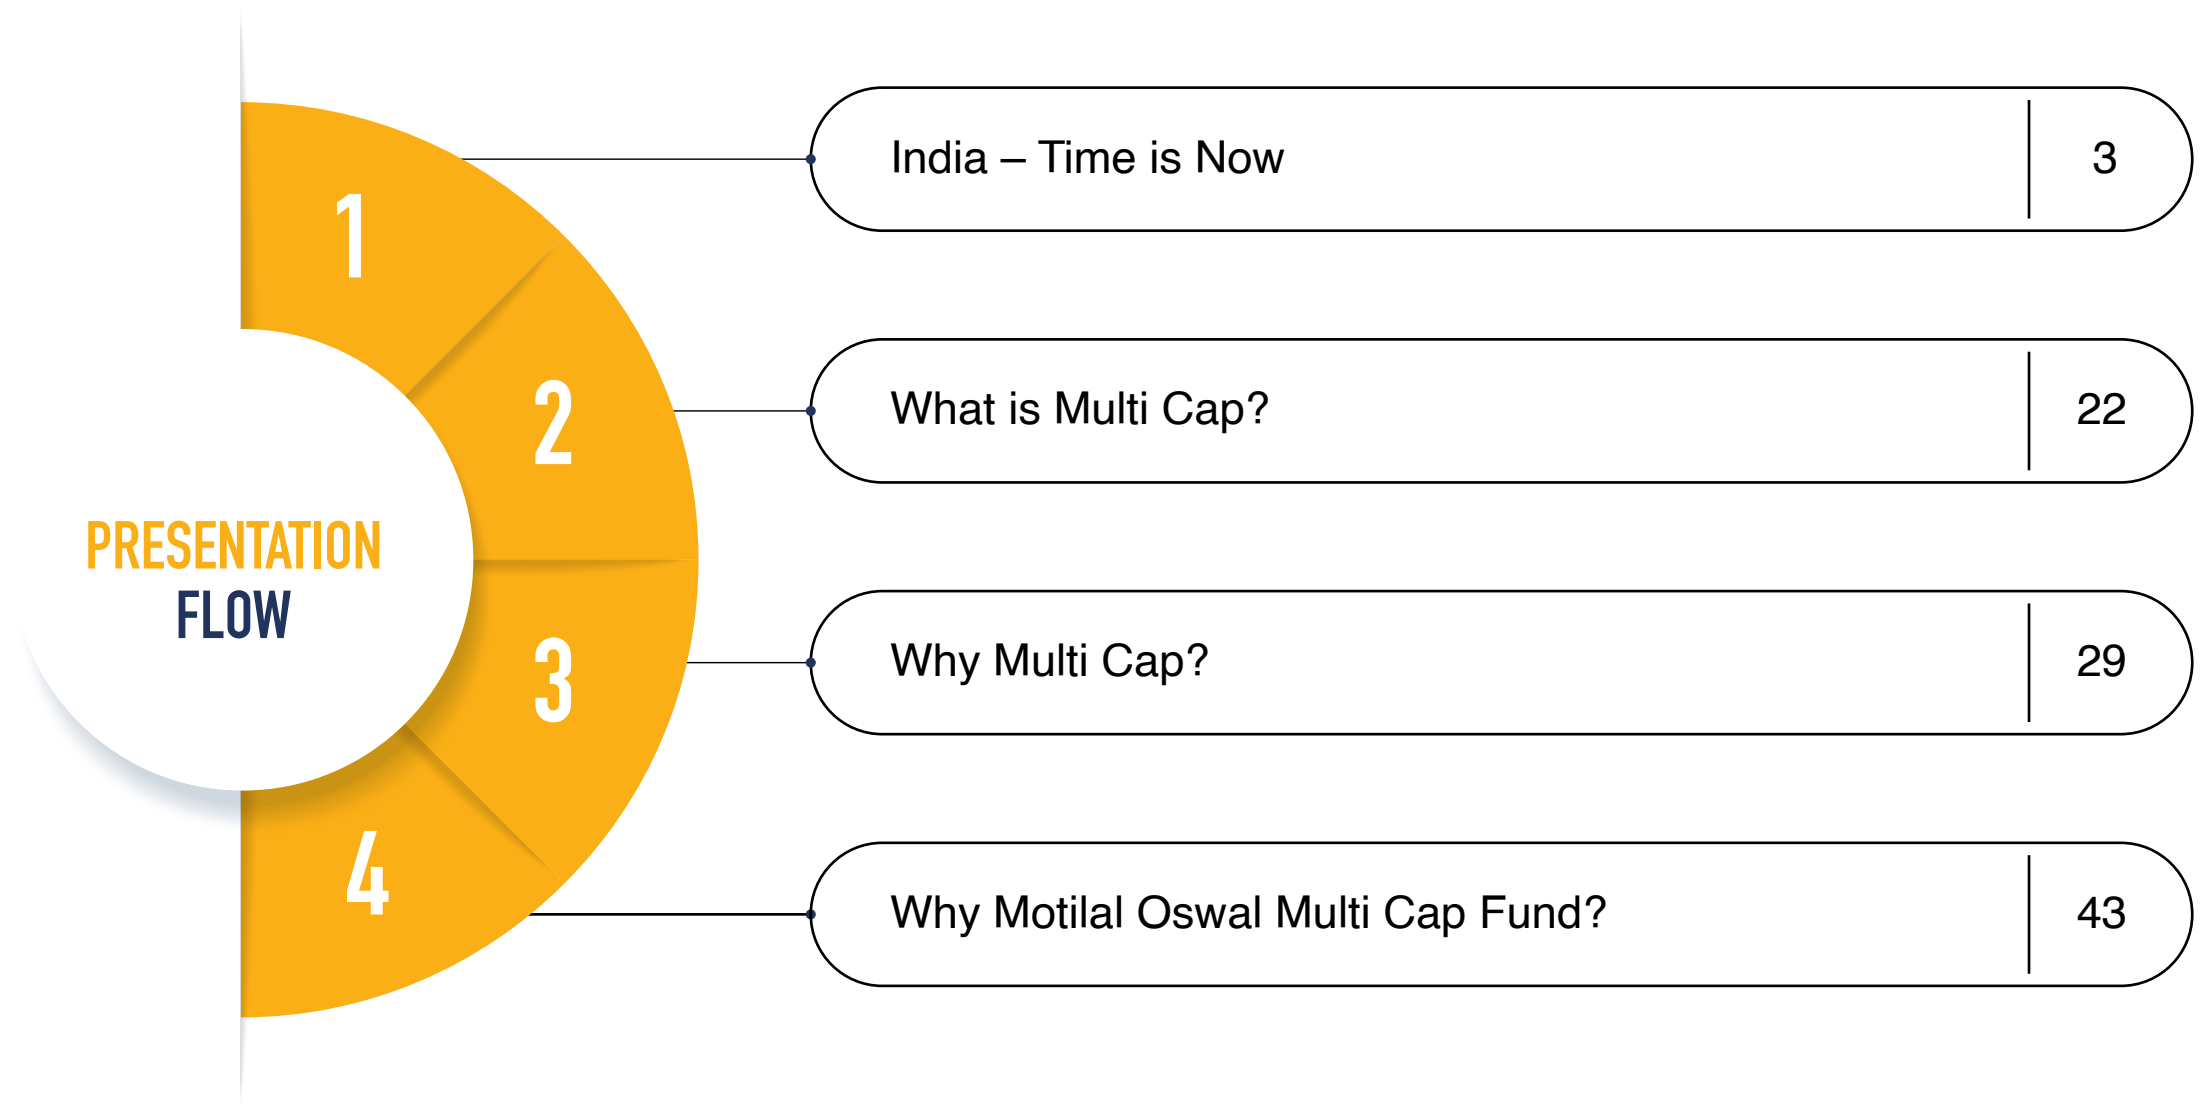 PRESENTATION
FLOW
1
India – Time is Now 3
2
What is Multi Cap? 22
3
Why Multi Cap? 29
4
Why Motilal Oswal Multi Cap Fund? 43